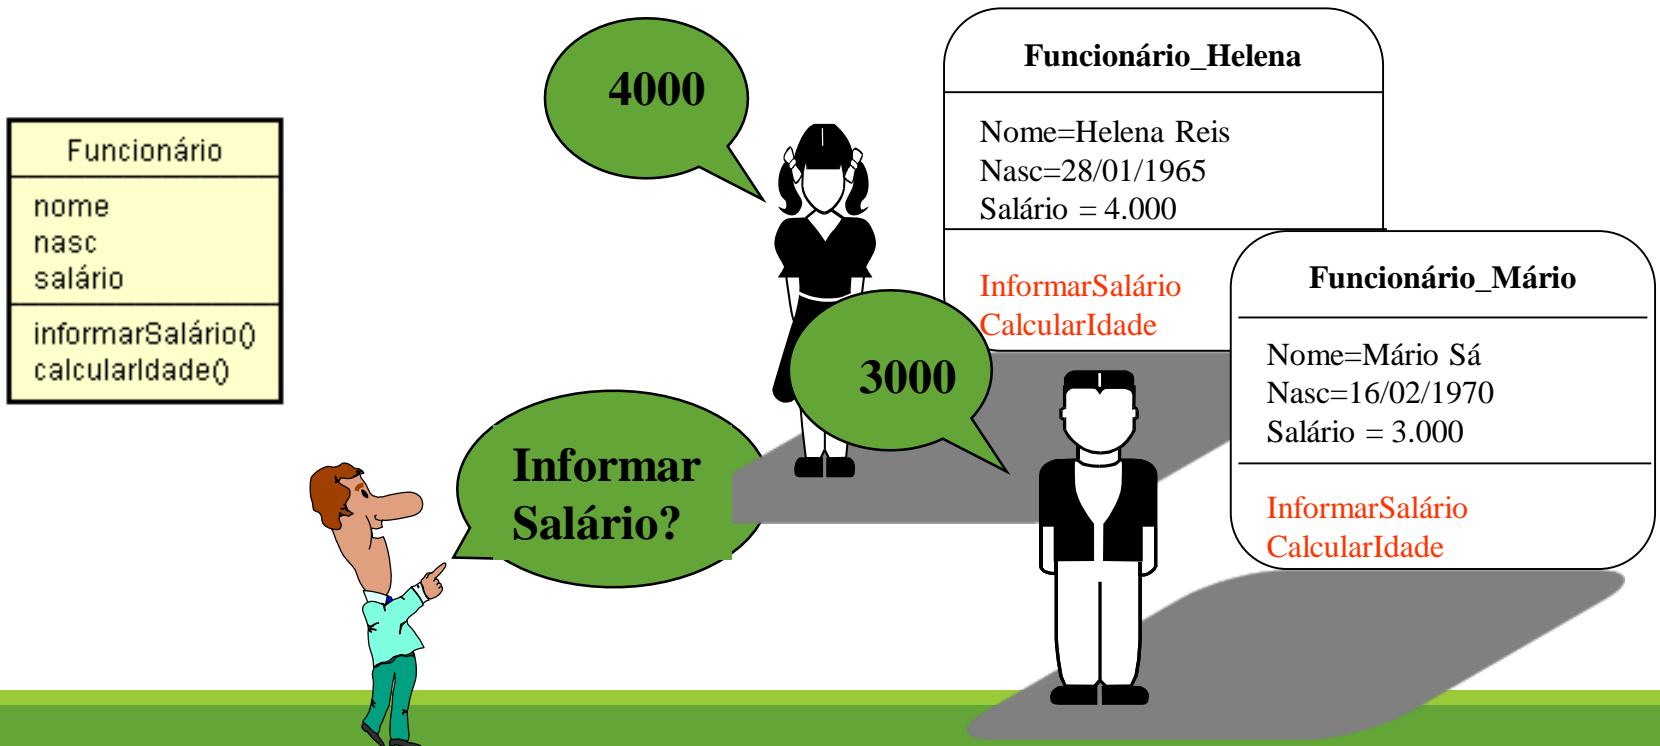 Funcionário
nome
nasc
salário
informarSalário()
calcularIdade()
4000
Informar
Salário?
3000
Funcionário_Helena
Nome=Helena Reis
Nasc=28/01/1965
Salário = 4.000
InformarSalário
CalcularIdade
Funcionário_Mário
Nome=Mário Sá
Nasc=16/02/1970
Salário = 3.000
InformarSalário
CalcularIdade